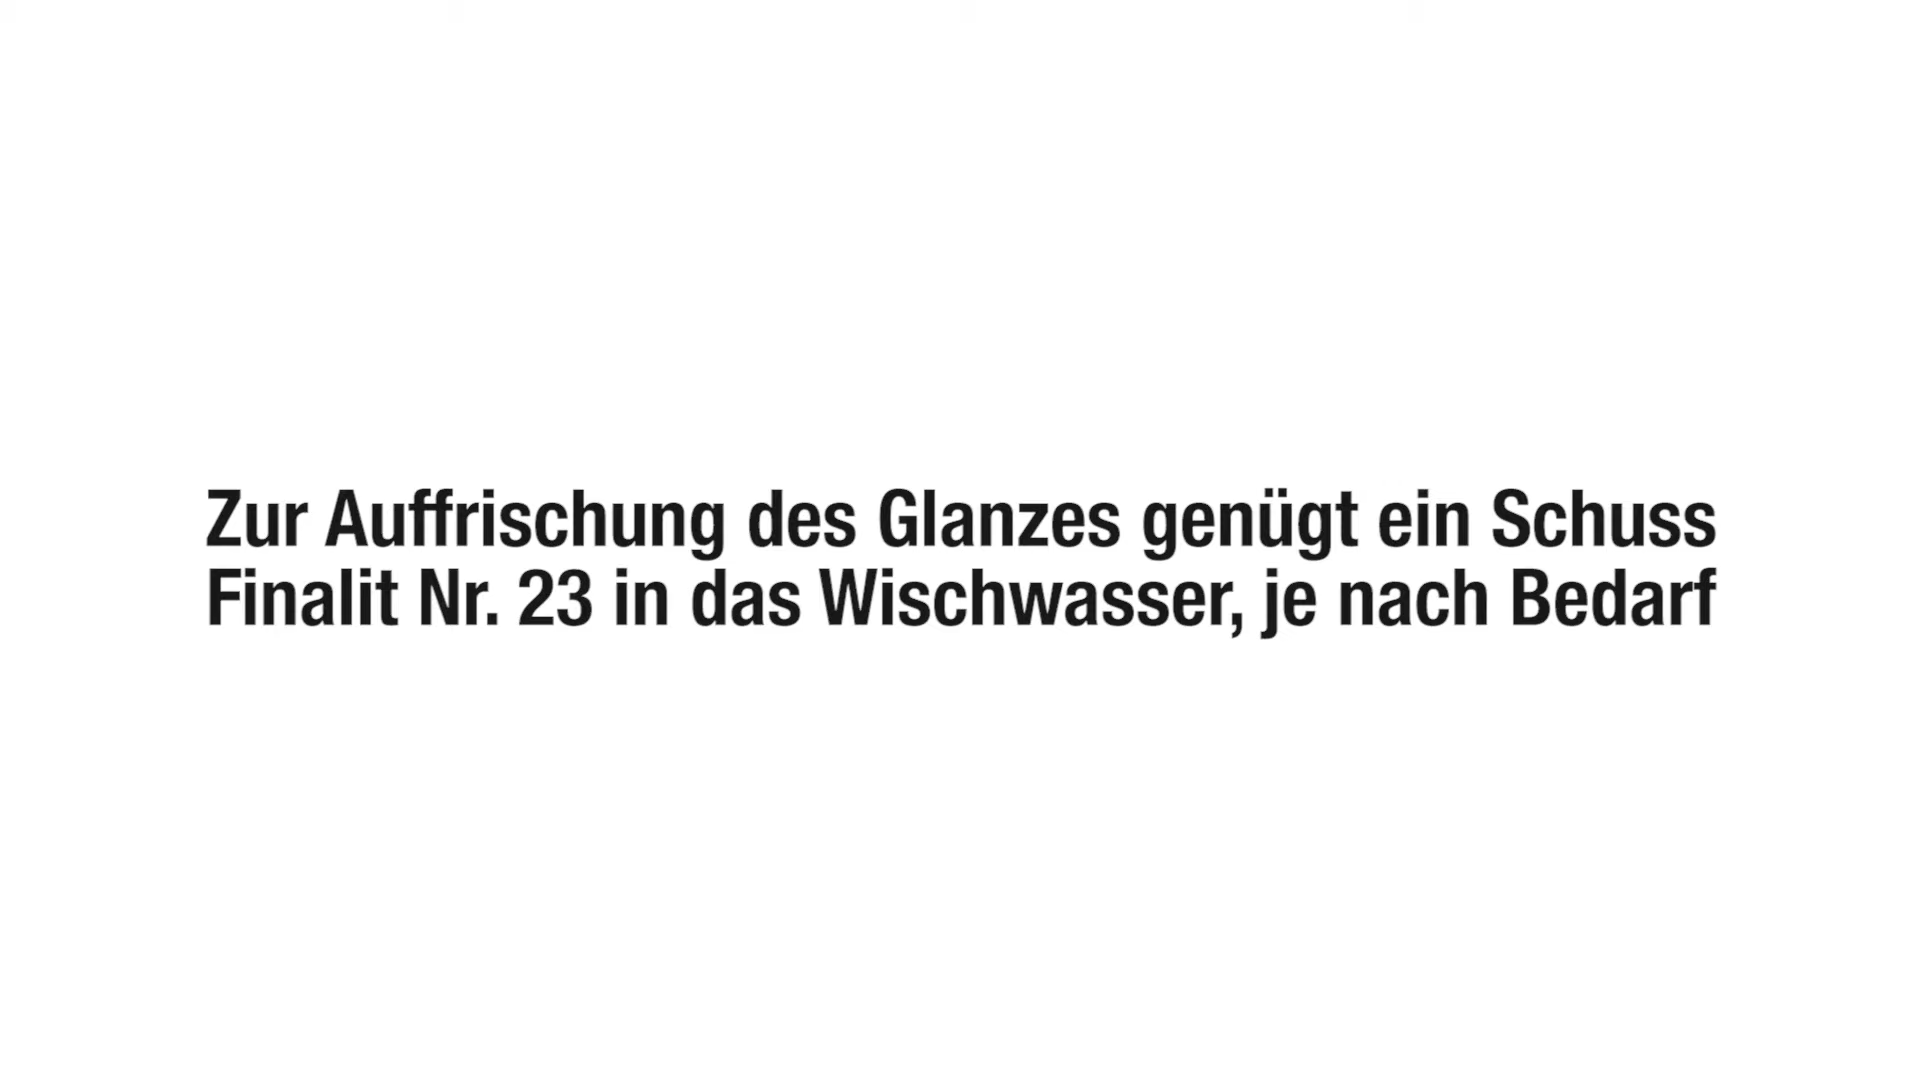 Zur Auffrischung des Glanzes genügt ein Schuss
Finalit Nr. 23 in das Wischwasser, je nach Bedarf